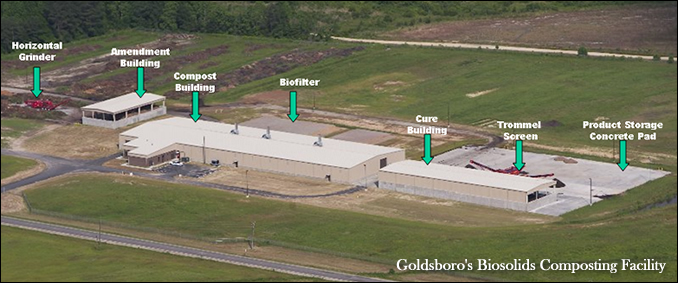 Horizontal
Grinder
Amendment
Building
Compost
Building
Biofilter
Cure
Building
Trommel
Screen
Product Storage
Concrete Pad
Goldsboro's Biosolids Composting Facility